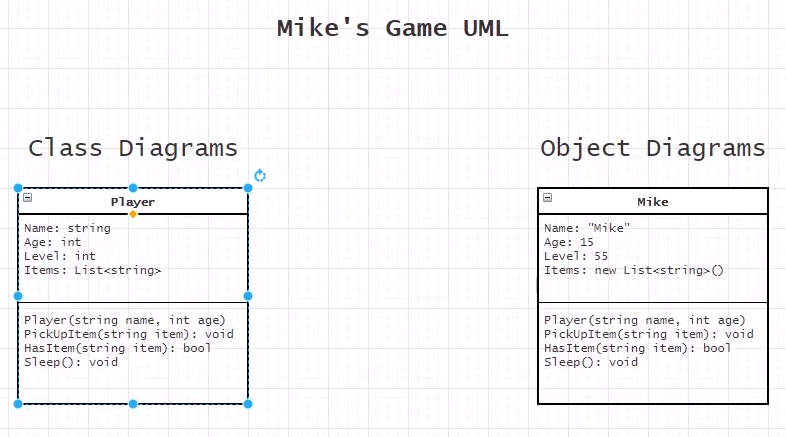 Mike's Game UML
Class Diagrams
Player
Name: string
Age: int
Level: int
Items: List<string>
Player(string name, int age)
PickUpItem(string item): void
HasItem(string item): bool
Sleep(): void
Object Diagrams
Mike
Name: "Mike"
Age: 15
Level: 55
Items: new List<string>()
Player(string name, int age)
PickUpItem(string item): void
HasItem(string item): bool
Sleep(): void